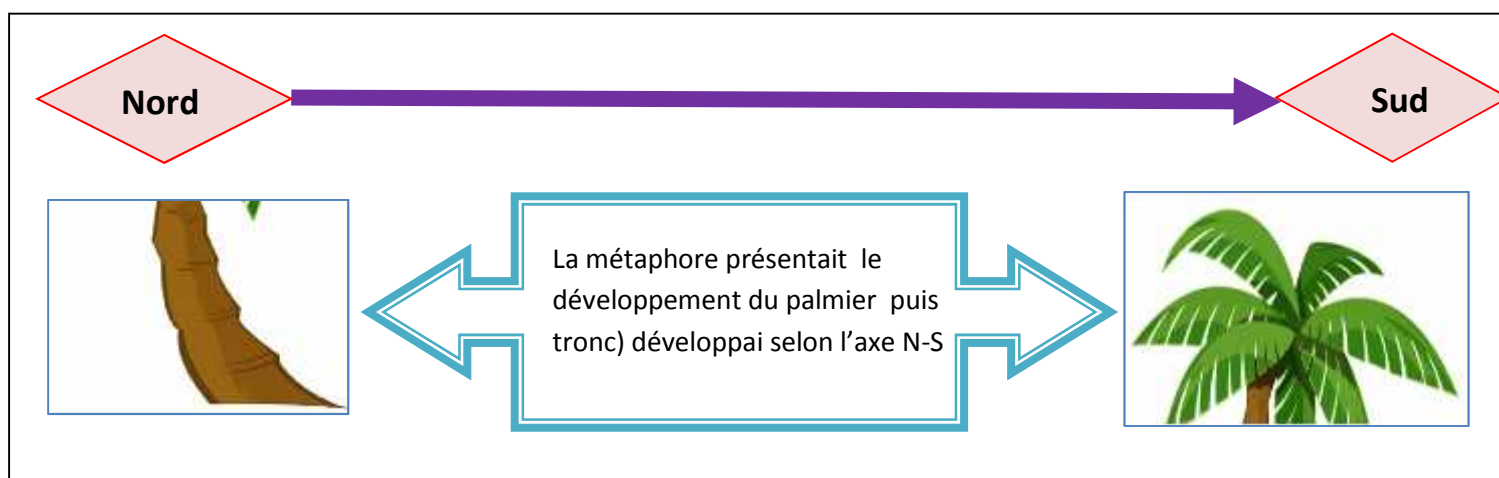 Nord
Sud
La métaphore présentait le
développement du palmier puis
tronc) développai selon l’axe N-S